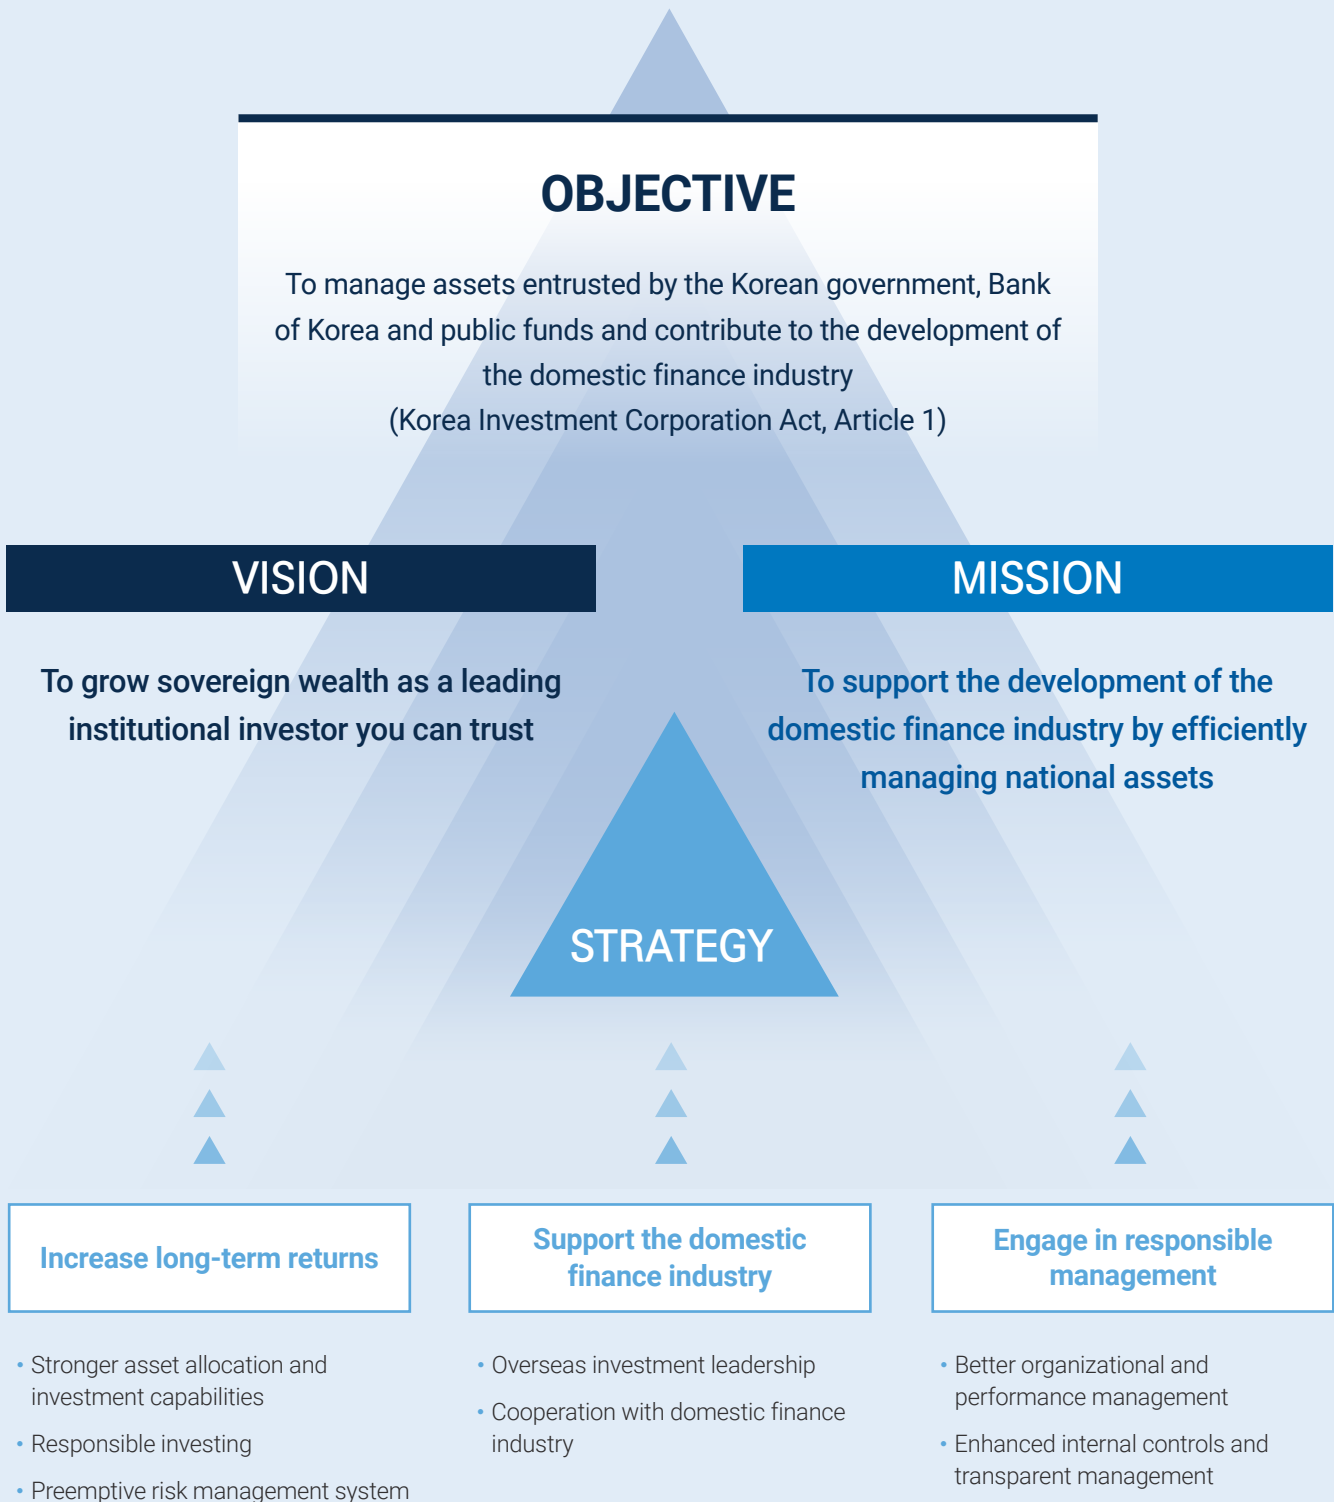 OBJECTIVE
To manage assets entrusted by the Korean government, Bank
of Korea and public funds and contribute to the development of
the domestic finance industry
(Korea Investment Corporation Act, Article 1)
VISION
To grow sovereign wealth as a leading
institutional investor you can trust
MISSION
To support the development of the
domestic finance industry by efficiently
managing national assets
STRATEGY
Increase long-term returns
• Stronger asset allocation and
investment capabilities
• Responsible investing
• Preemptive risk management system
Support the domestic
finance industry
• Overseas investment leadership
• Cooperation with domestic finance
industry
Engage in responsible
management
• Better organizational and
performance management
• Enhanced internal controls and
transparent management